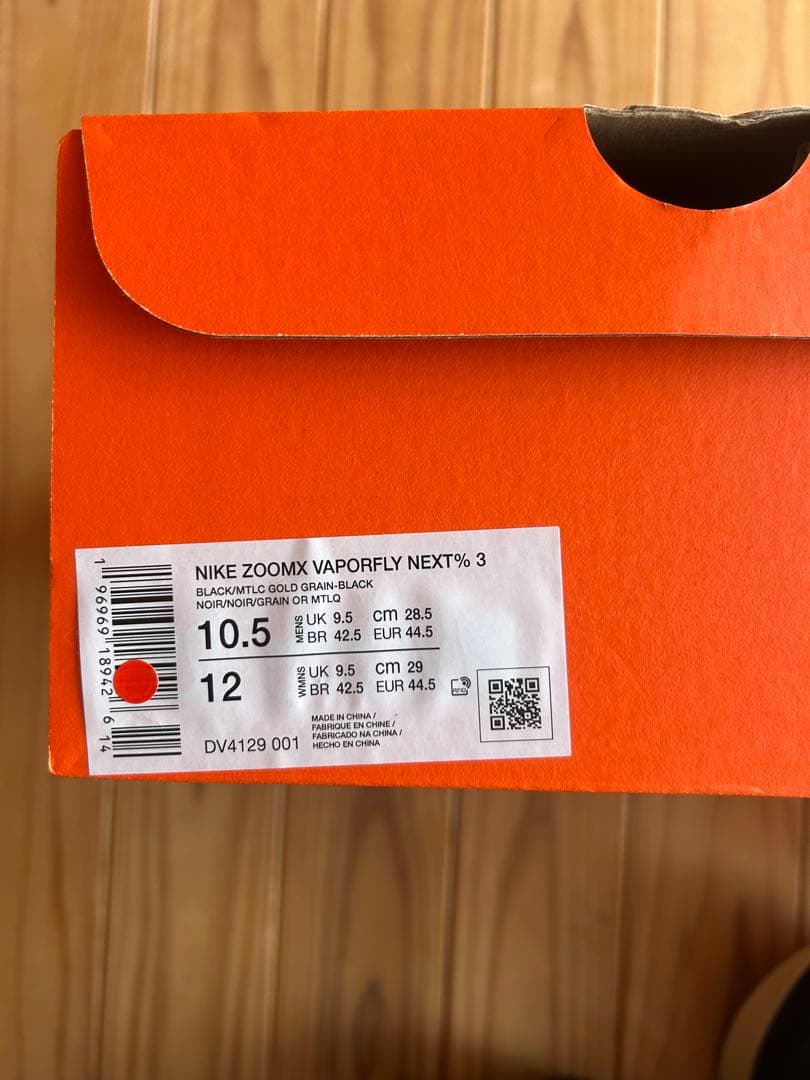 NIKE ZOOMX VAPORFLY NEXT% 3
BLACK/MTLC GOLD GRAIN-BLACK
NOIR/NOIR/GRAIN OR MTLQ
10.5 MENS UK 9.5 cm 28.5
BR 42.5 EUR 44.5
12 WMNS UK 9.5 cm 29
BR 42.5 EUR 44.5
RFID
DV4129 001
MADE IN CHINA /
FABRIQUE EN CHINE /
FABRICADO NA CHINA /
HECHO EN CHINA
1 96969 18942 6 14